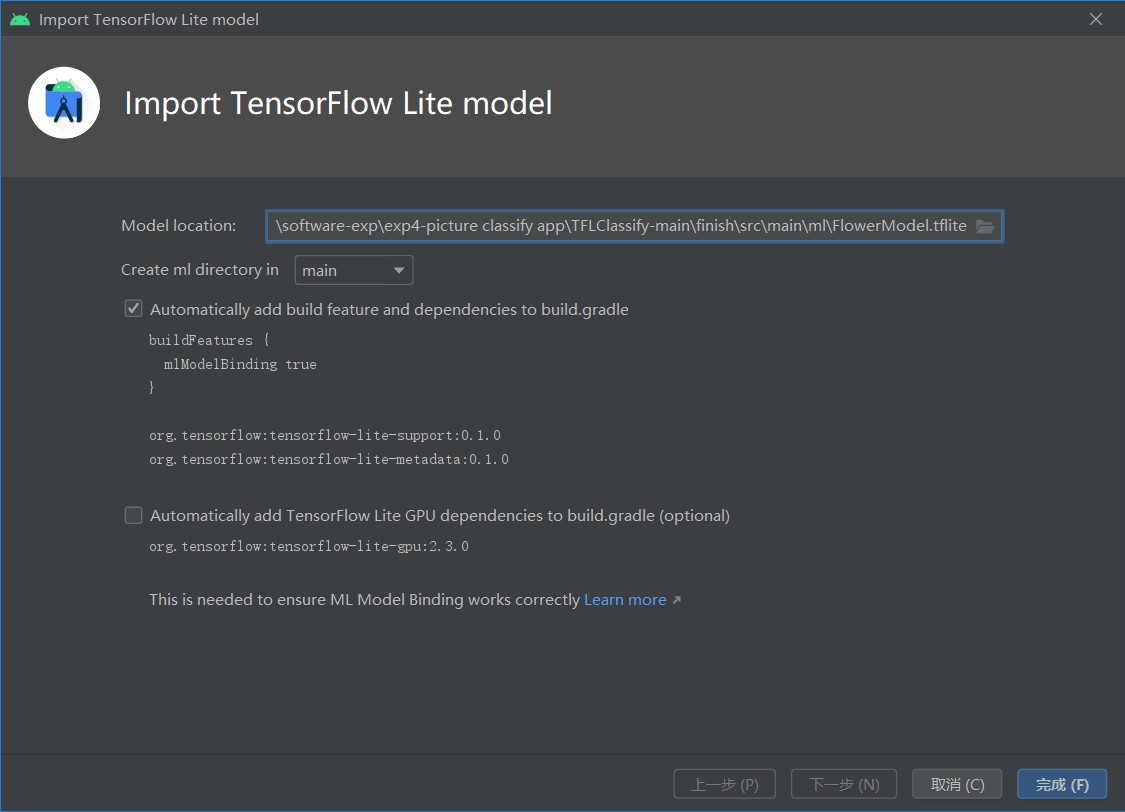 Import TensorFlow Lite model
Import TensorFlow Lite model
Model location: \software-exp\exp4-picture classify app\TFLClassify-main\finish\src\main\ml\FlowerModel.tflite
Create ml directory in main
Automatically add build feature and dependencies to build.gradle
buildFeatures {
mlModelBinding true
}
org.tensorflow:tensorflow-lite-support:0.1.0
org.tensorflow:tensorflow-lite-metadata:0.1.0
Automatically add TensorFlow Lite GPU dependencies to build.gradle (optional)
org.tensorflow:tensorflow-lite-gpu:2.3.0
This is needed to ensure ML Model Binding works correctly Learn more
上一步 (P) 下一步 (N) 取消 (C) 完成 (F)